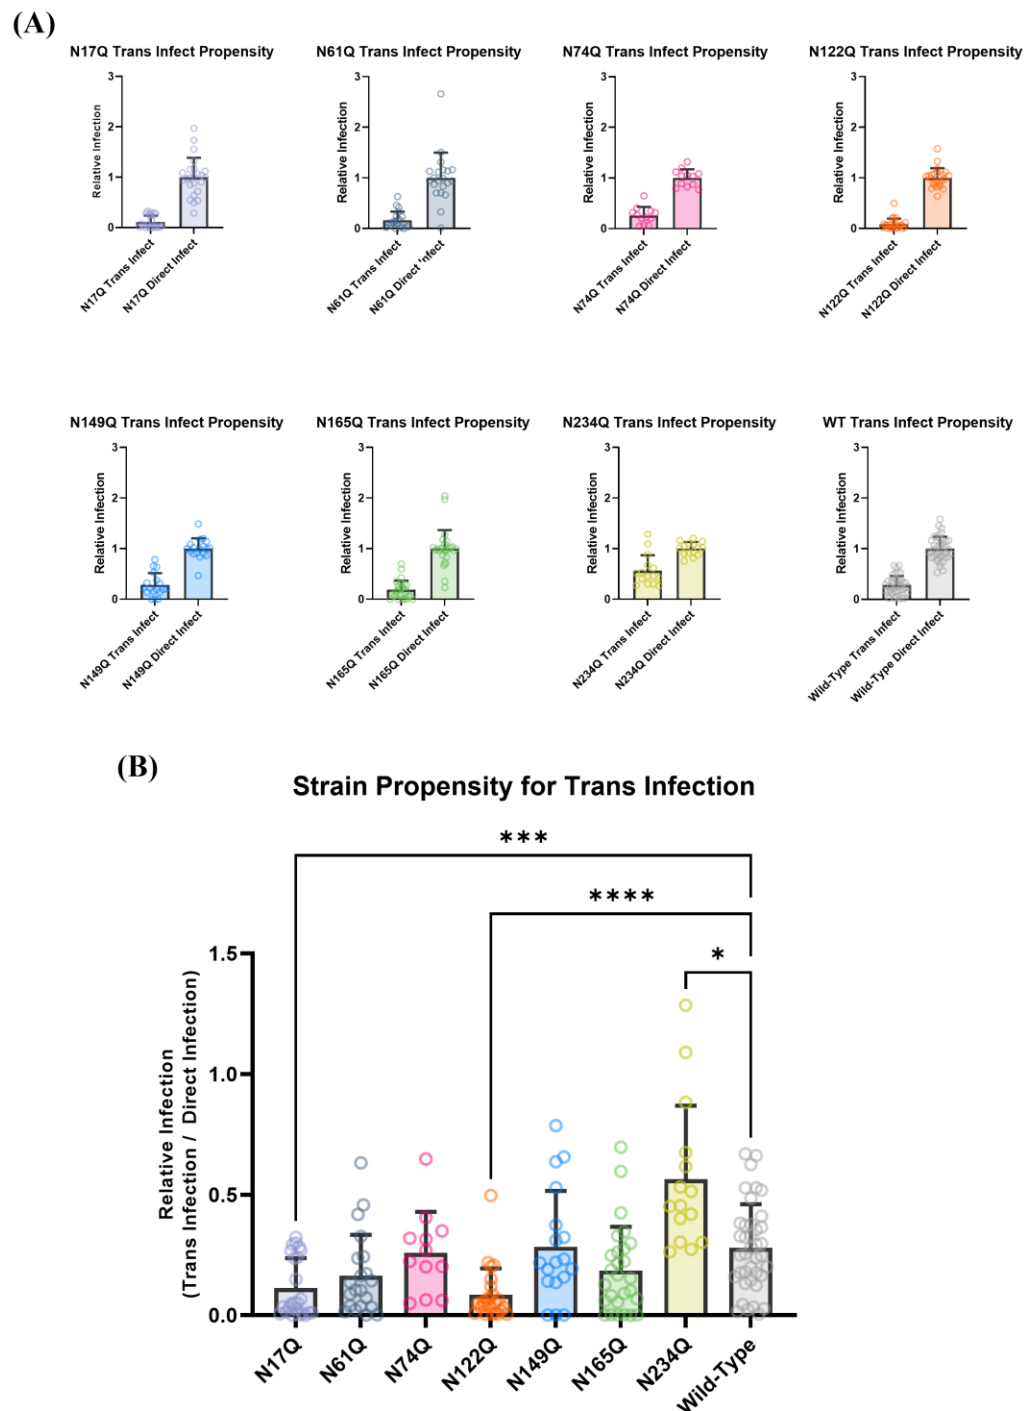 (A)
N17Q Trans Infect Propensity
N61Q Trans Infect Propensity
N74Q Trans Infect Propensity
N122Q Trans Infect Propensity
Relative Infection
3
2
1
0
N17Q Trans Infect
N17Q Direct Infect
Relative Infection
3
2
1
0
N61Q Trans Infect
N61Q Direct 'nfect
Relative Infection
3
2
1
0
N74Q Trans Infect
N74Q Direct Infect
Relative Infection
3
2
1
0
N122Q Trans Infect
N122Q Direct Infect
N149Q Trans Infect Propensity
N165Q Trans Infect Propensity
N234Q Trans Infect Propensity
WT Trans Infect Propensity
Relative Infection
3
2
1
0
N149Q Trans Infect
N149Q Direct Infect
Relative Infection
3
2
1
0
N165Q Trans Infect
N165Q Direct Infect
Relative Infection
3
2
1
0
N234Q Trans Infect
N234Q Direct Infect
Relative Infection
3
2
1
0
Wild-Type Trans Infect
Wild-Type Direct Infect
(B)
Strain Propensity for Trans Infection
***
****
*
Relative Infection
(Trans Infection / Direct Infection)
1.5
1.0
0.5
0.0
N17Q
N61Q
N74Q
N122Q
N149Q
N165Q
N234Q
Wild-Type